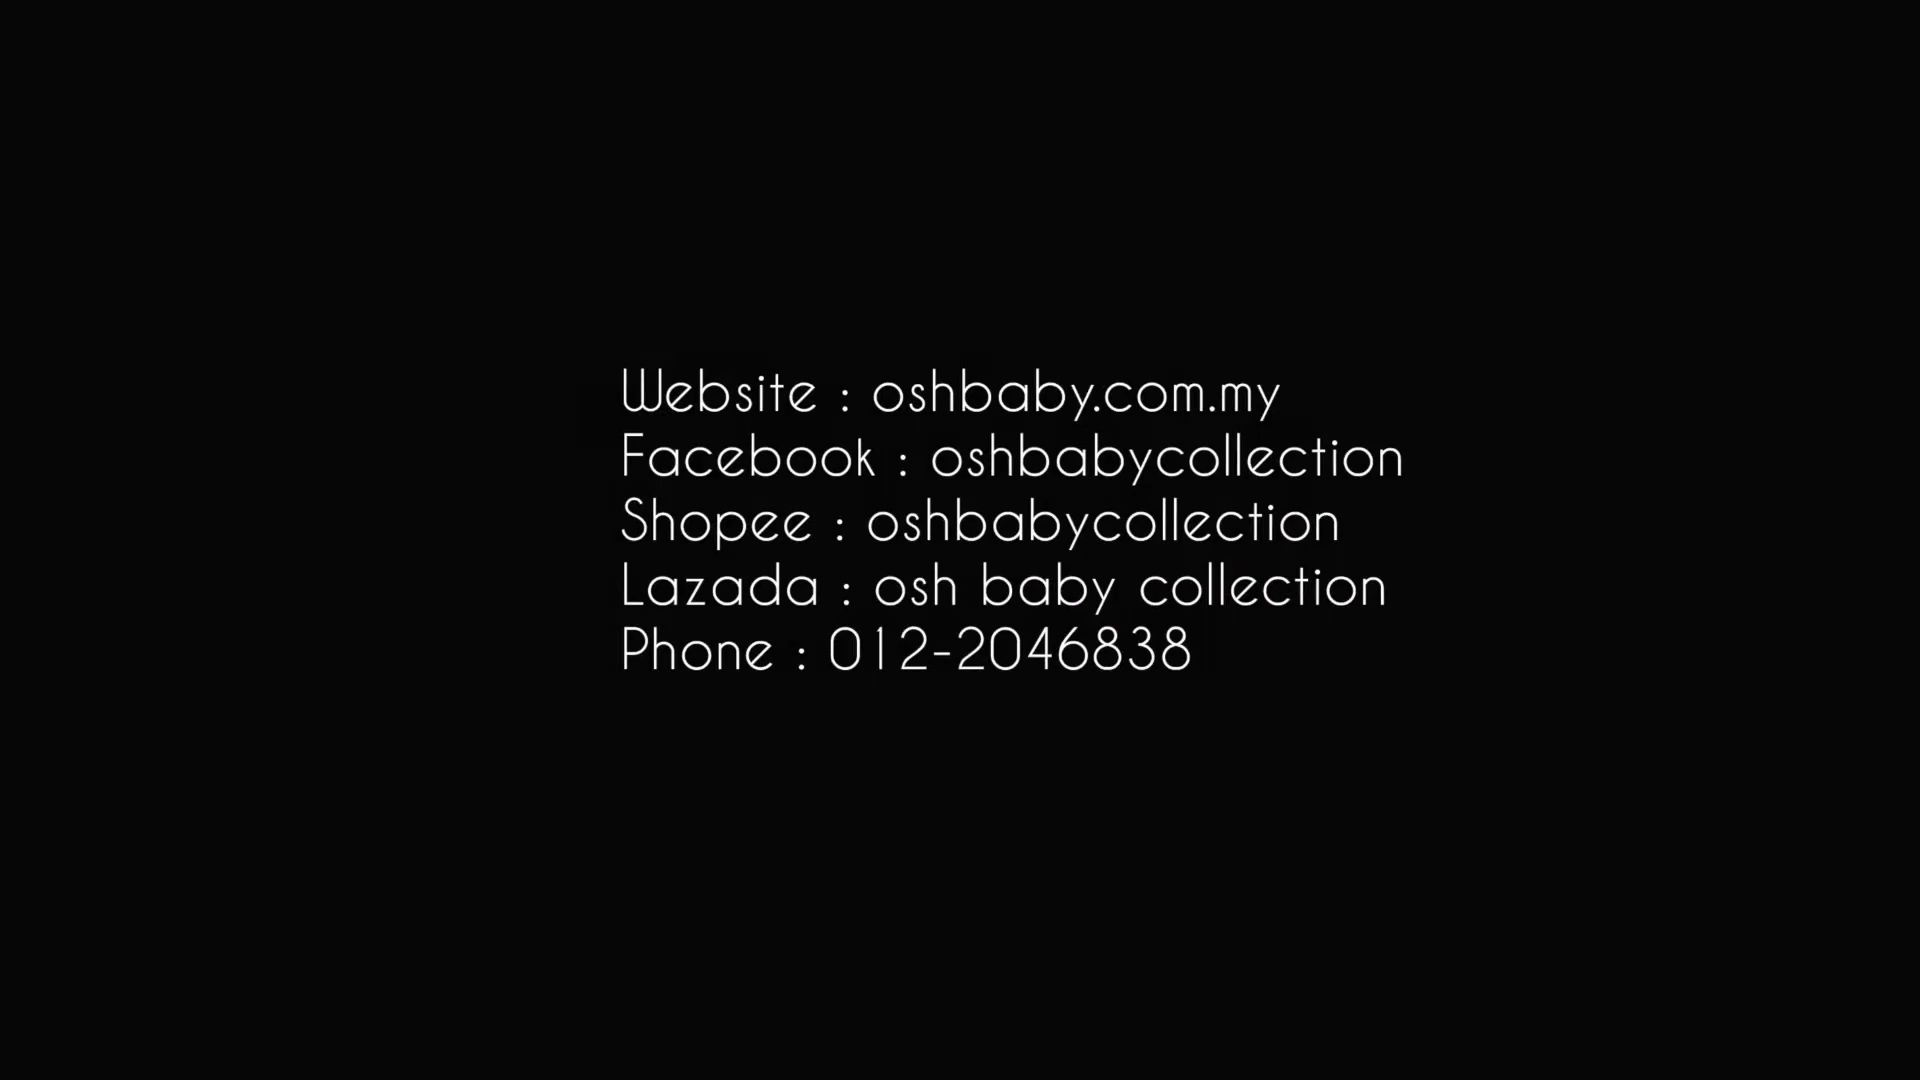 Website : oshbaby.com.my
Facebook : oshbabycollection
Shopee : oshbabycollection
Lazada : osh baby collection
Phone : 012-2046838